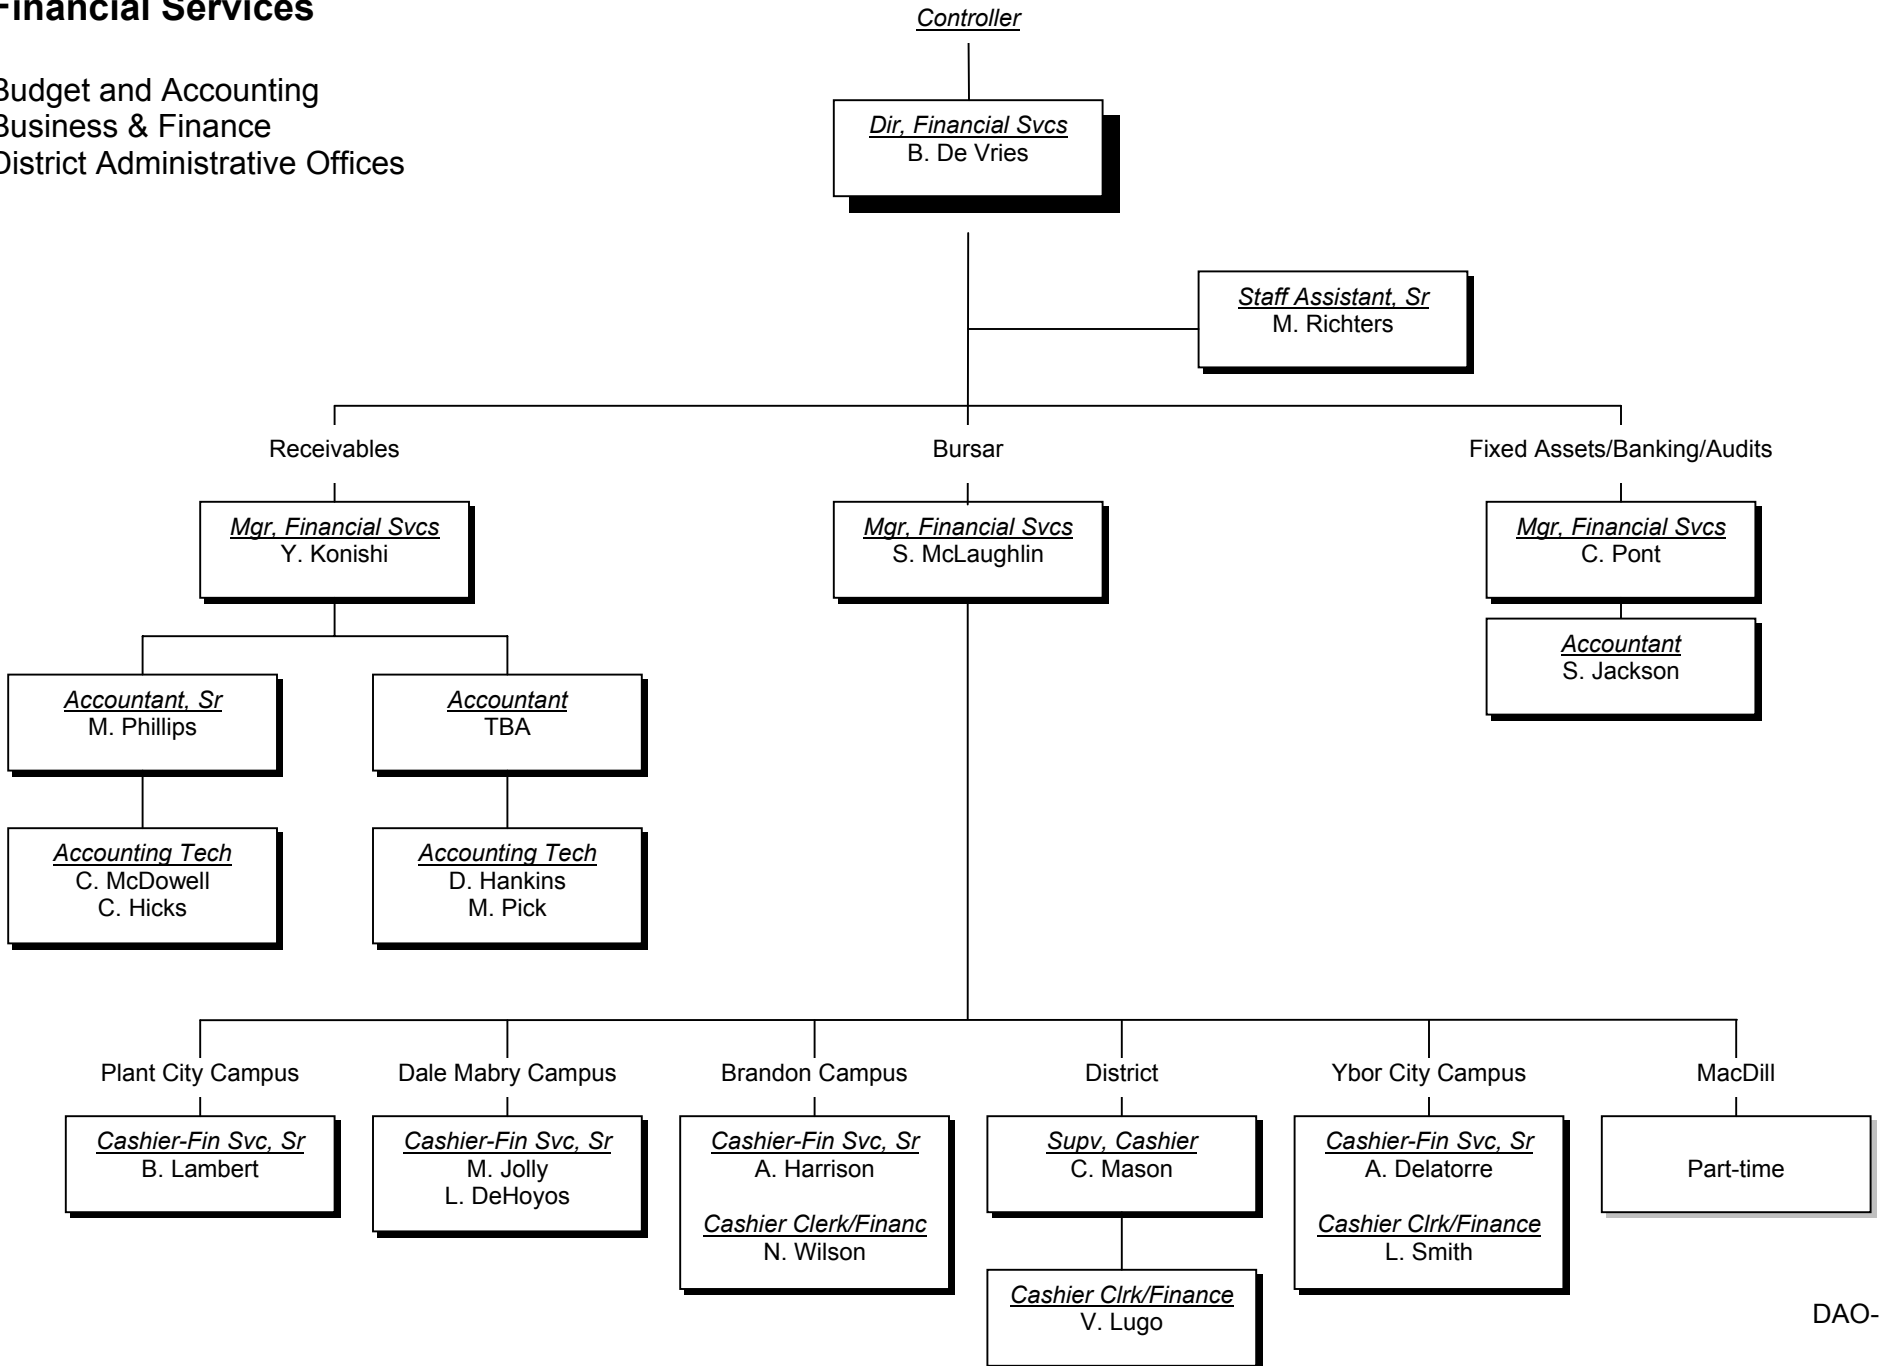 Financial Services
Budget and Accounting
Business & Finance
District Administrative Offices
Controller
Dir, Financial Svcs
B. De Vries
Staff Assistant, Sr
M. Richters
Receivables
Bursar
Fixed Assets/Banking/Audits
Mgr, Financial Svcs
Y. Konishi
Mgr, Financial Svcs
S. McLaughlin
Mgr, Financial Svcs
C. Pont
Accountant
S. Jackson
Accountant, Sr
M. Phillips
Accountant
TBA
Accounting Tech
C. McDowell
C. Hicks
Accounting Tech
D. Hankins
M. Pick
Plant City Campus
Dale Mabry Campus
Brandon Campus
District
Ybor City Campus
MacDill
Cashier-Fin Svc, Sr
B. Lambert
Cashier-Fin Svc, Sr
M. Jolly
L. DeHoyos
Cashier-Fin Svc, Sr
A. Harrison
Cashier Clerk/Financ
N. Wilson
Supv, Cashier
C. Mason
Cashier Clrk/Finance
V. Lugo
Cashier-Fin Svc, Sr
A. Delatorre
Cashier Clrk/Finance
L. Smith
Part-time
DAO-